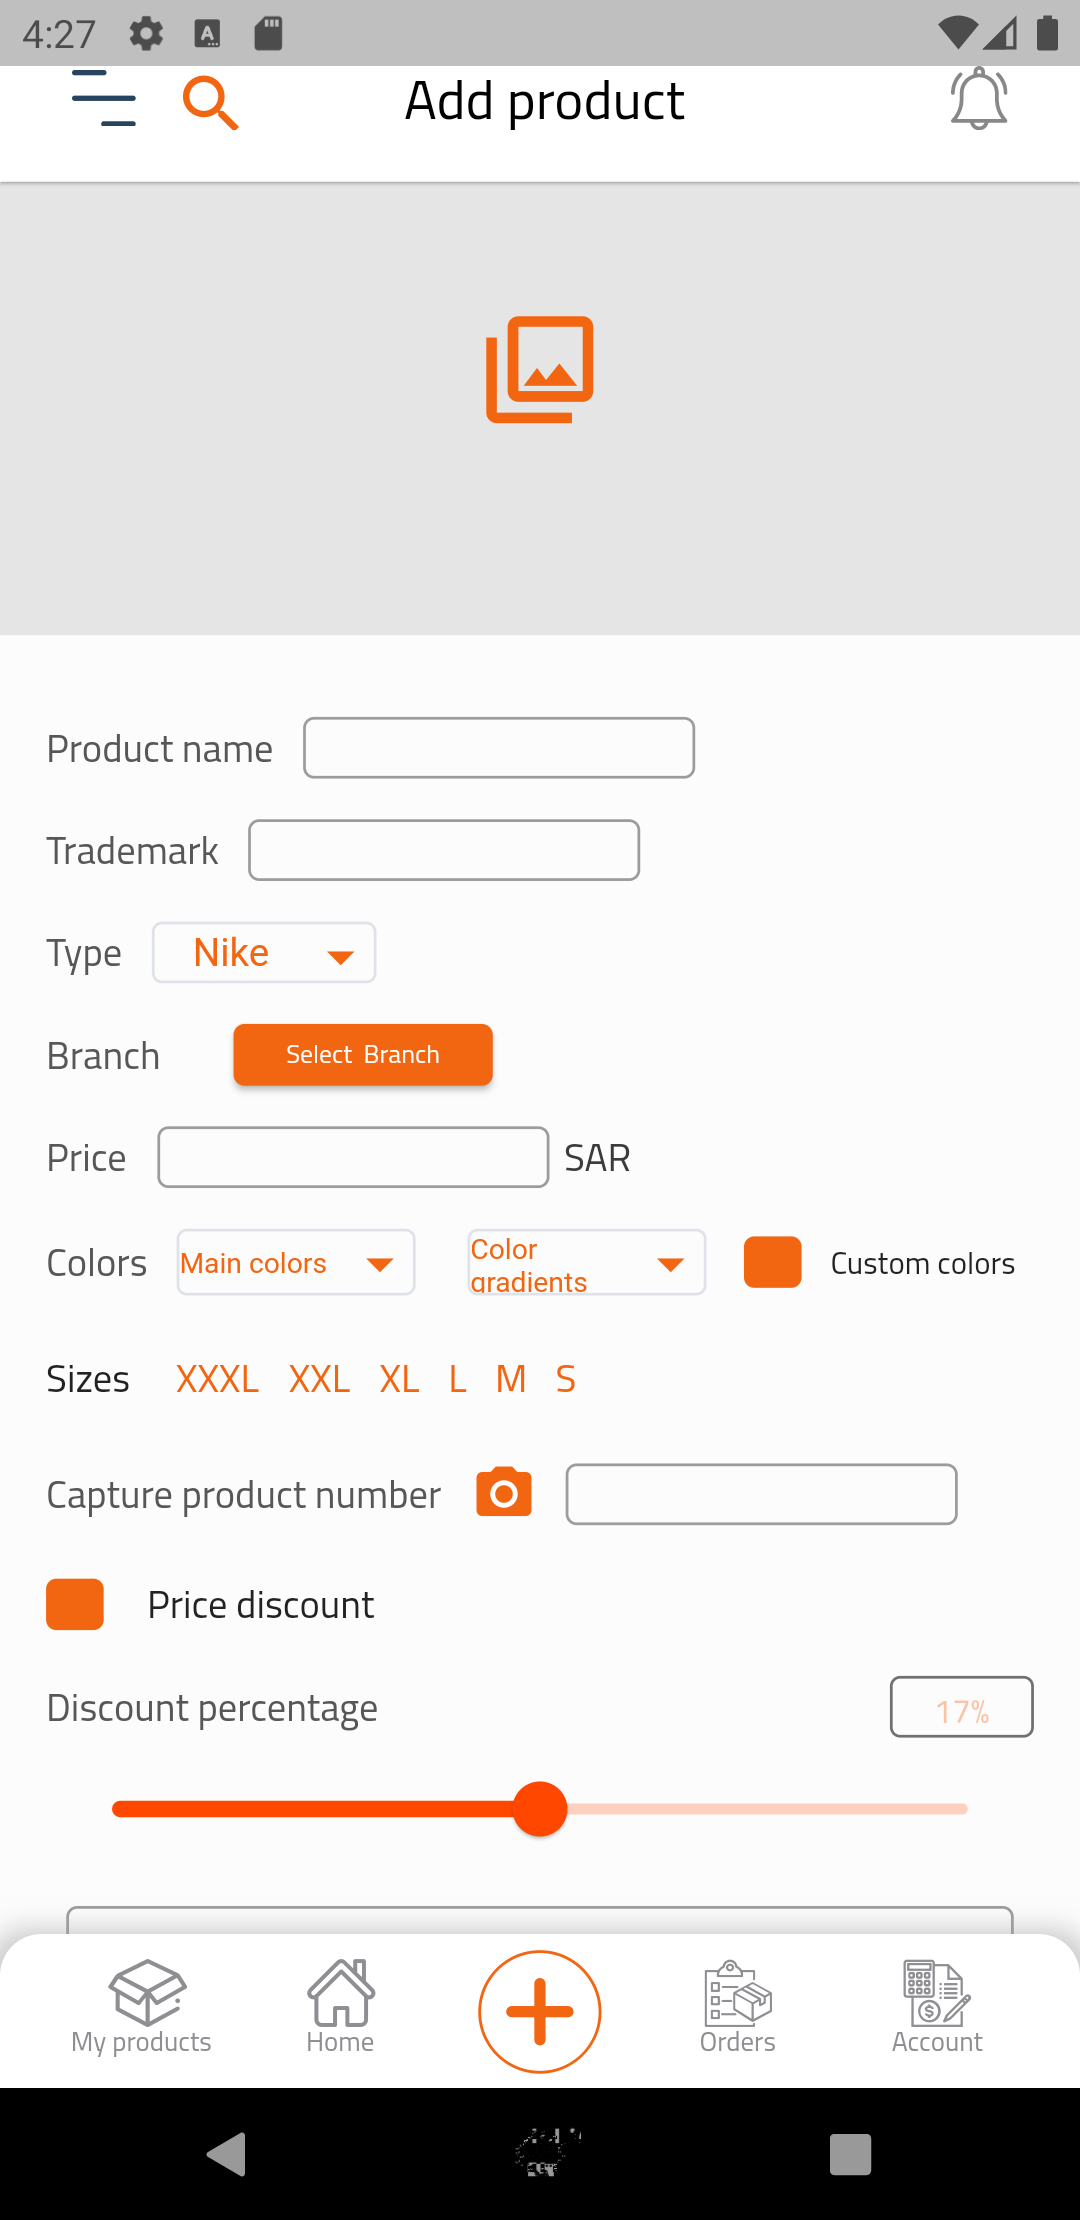 4:27
Add product
Product name
Trademark
Type Nike
Branch Select Branch
Price SAR
Colors Main colors Color gradients Custom colors
Sizes XXXL XXL XL L M S
Capture product number
Price discount
Discount percentage 17%
My products Home Orders Account